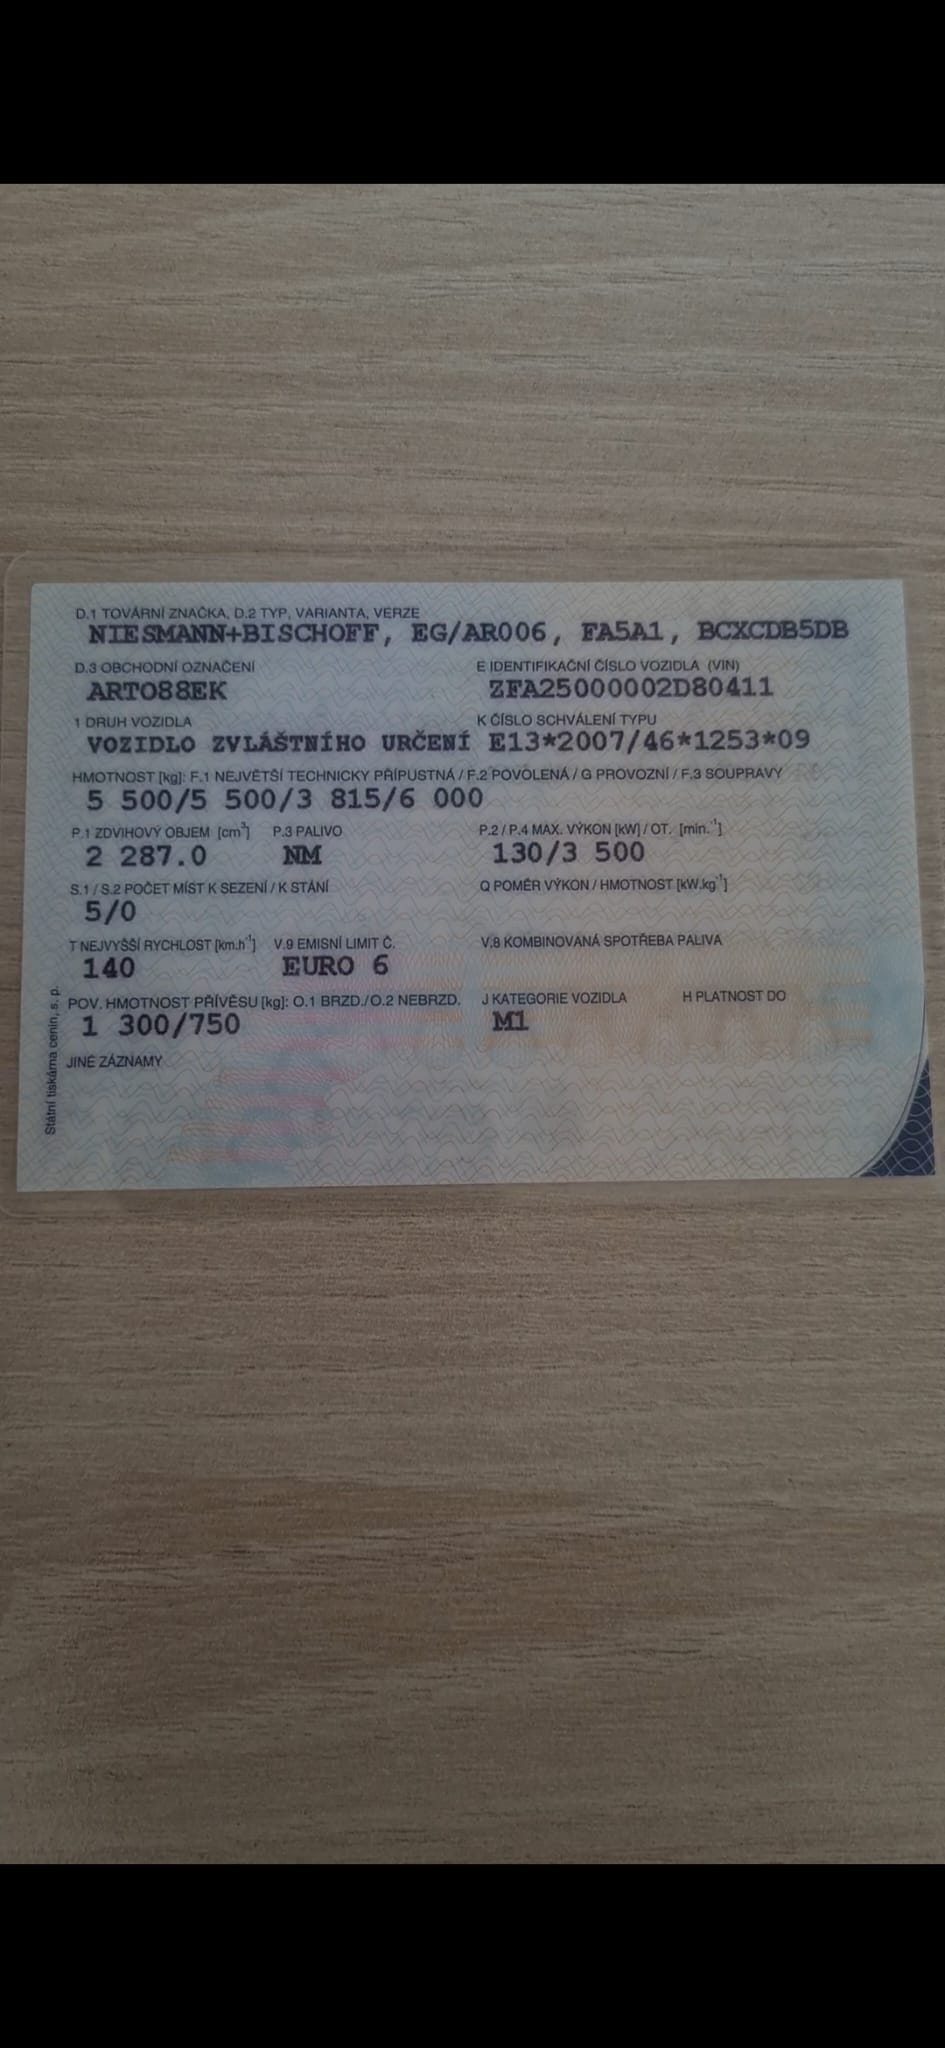 D.1 TOVÁRNÍ ZNAČKA, D.2 TYP, VARIANTA, VERZE
NIESMANN+BISCHOFF, EG/AR006, FA5A1, BCXCDB5DB
D.3 OBCHODNÍ OZNAČENÍ E IDENTIFIKAČNÍ ČÍSLO VOZIDLA (VIN)
ARTO88EK ZFA25000002D80411
1 DRUH VOZIDLA K ČÍSLO SCHVÁLENÍ TYPU
VOZIDLO ZVLÁŠTNÍHO URČENÍ E13*2007/46*1253*09
HMOTNOST [kg]: F.1 NEJVĚTŠÍ TECHNICKY PŘÍPUSTNÁ / F.2 POVOLENÁ / G PROVOZNÍ / F.3 SOUPRAVY
5 500/5 500/3 815/6 000
P.1 ZDVIHOVÝ OBJEM [cm³] P.3 PALIVO P.2 / P.4 MAX. VÝKON [kW] / OT. [min.⁻¹]
2 287.0 NM 130/3 500
S.1 / S.2 POČET MÍST K SEZENÍ / K STÁNÍ Q POMĚR VÝKON / HMOTNOST [kW.kg⁻¹]
5/0
T NEJVYŠŠÍ RYCHLOST [km.h⁻¹] V.9 EMISNÍ LIMIT Č. V.8 KOMBINOVANÁ SPOTŘEBA PALIVA
140 EURO 6
POV. HMOTNOST PŘÍVĚSU [kg]: O.1 BRZD./O.2 NEBRZD. J KATEGORIE VOZIDLA H PLATNOST DO
1 300/750 M1
JINÉ ZÁZNAMY
Státní tiskárna cenin, s. p.